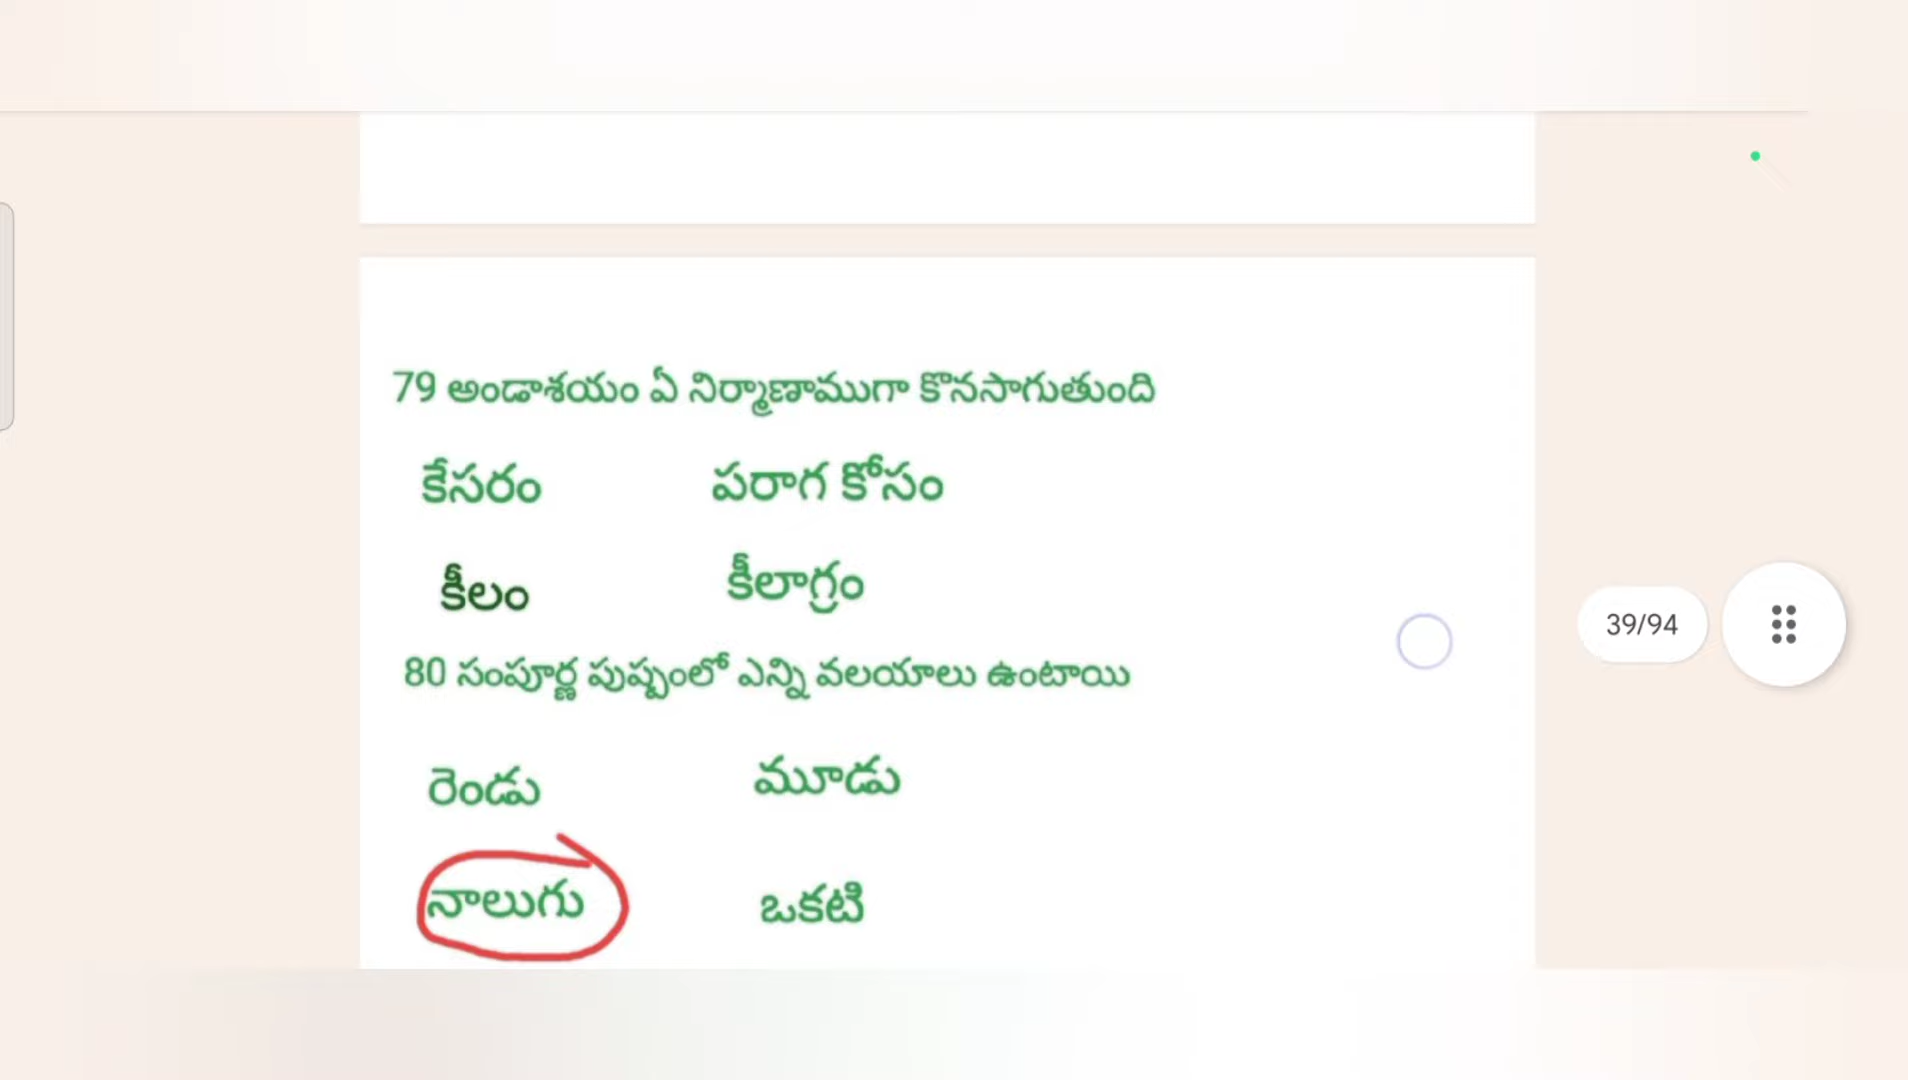 79 అండాశయం ఏ నిర్మాణాముగా కొనసాగుతుంది
కేసరం పరాగ కోసం
కీలం కీలాగ్రం
39/94
80 సంపూర్ణ పుష్పంలో ఎన్ని వలయాలు ఉంటాయి
రెండు మూడు
నాలుగు ఒకటి